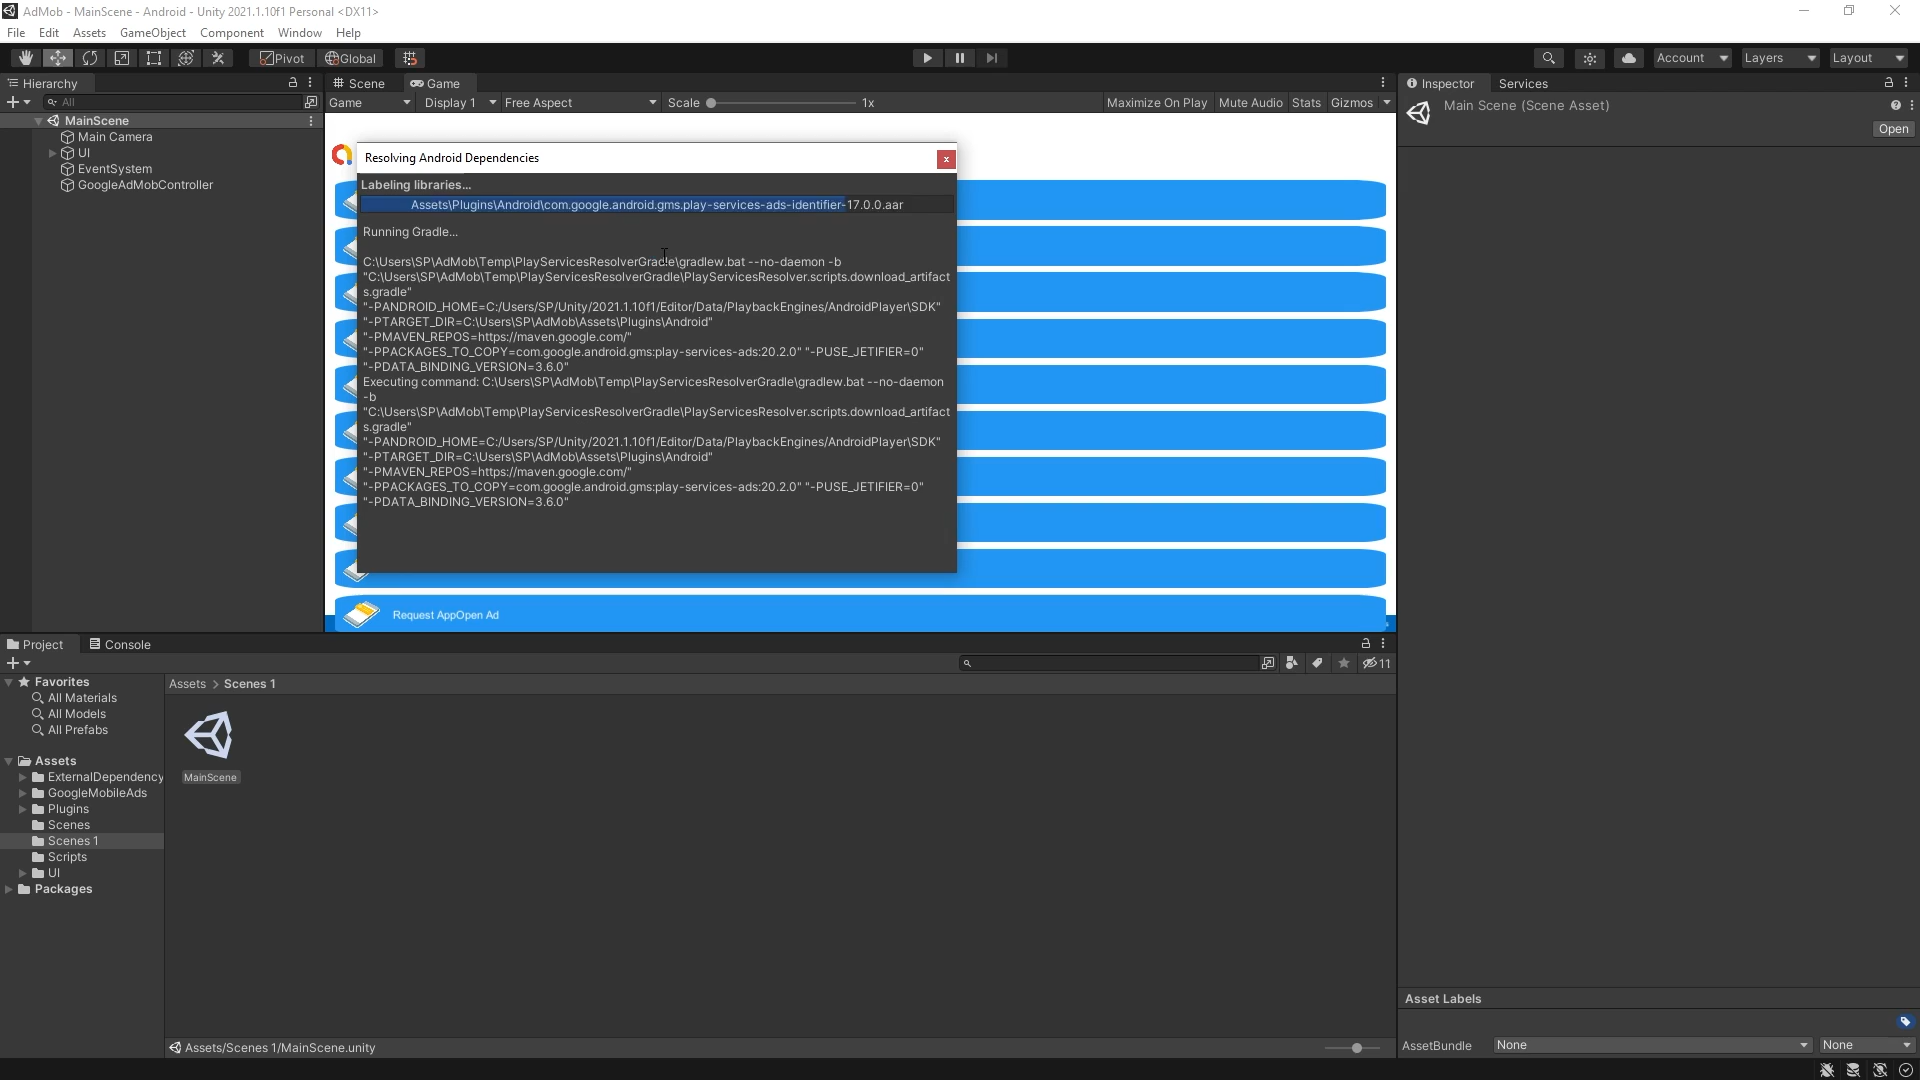 AdMob - MainScene - Android - Unity 2021.1.10f1 Personal <DX11>
File Edit Assets GameObject Component Window Help
Pivot Global Account Layers Layout
Hierarchy
All
MainScene
Main Camera
UI
EventSystem
GoogleAdMobController
Scene Game
Game Display 1 Free Aspect Scale 1x Maximize On Play Mute Audio Stats Gizmos
Resolving Android Dependencies
Labeling libraries...
Assets\Plugins\Android\com.google.android.gms.play-services-ads-identifier-17.0.0.aar
Running Gradle...
C:\Users\SP\AdMob\Temp\PlayServicesResolverGradle\gradlew.bat --no-daemon -b
"C:\Users\SP\AdMob\Temp\PlayServicesResolverGradle\PlayServicesResolver.scripts.download_artifact
s.gradle"
"-PANDROID_HOME=C:/Users/SP/Unity/2021.1.10f1/Editor/Data/PlaybackEngines/AndroidPlayer\SDK"
"-PTARGET_DIR=C:\Users\SP\AdMob\Assets\Plugins\Android"
"-PMAVEN_REPOS=https://maven.google.com/"
"-PPACKAGES_TO_COPY=com.google.android.gms:play-services-ads:20.2.0" "-PUSE_JETIFIER=0"
"-PDATA_BINDING_VERSION=3.6.0"
Executing command: C:\Users\SP\AdMob\Temp\PlayServicesResolverGradle\gradlew.bat --no-daemon
-b
"C:\Users\SP\AdMob\Temp\PlayServicesResolverGradle\PlayServicesResolver.scripts.download_artifact
s.gradle"
"-PANDROID_HOME=C:/Users/SP/Unity/2021.1.10f1/Editor/Data/PlaybackEngines/AndroidPlayer\SDK"
"-PTARGET_DIR=C:\Users\SP\AdMob\Assets\Plugins\Android"
"-PMAVEN_REPOS=https://maven.google.com/"
"-PPACKAGES_TO_COPY=com.google.android.gms:play-services-ads:20.2.0" "-PUSE_JETIFIER=0"
"-PDATA_BINDING_VERSION=3.6.0"
Request AppOpen Ad
Inspector Services
Main Scene (Scene Asset)
Open
Project Console
11
Favorites
All Materials
All Models
All Prefabs
Assets
ExternalDependency
GoogleMobileAds
Plugins
Scenes
Scenes 1
Scripts
UI
Packages
Assets > Scenes 1
MainScene
Assets/Scenes 1/MainScene.unity
Asset Labels
AssetBundle None None